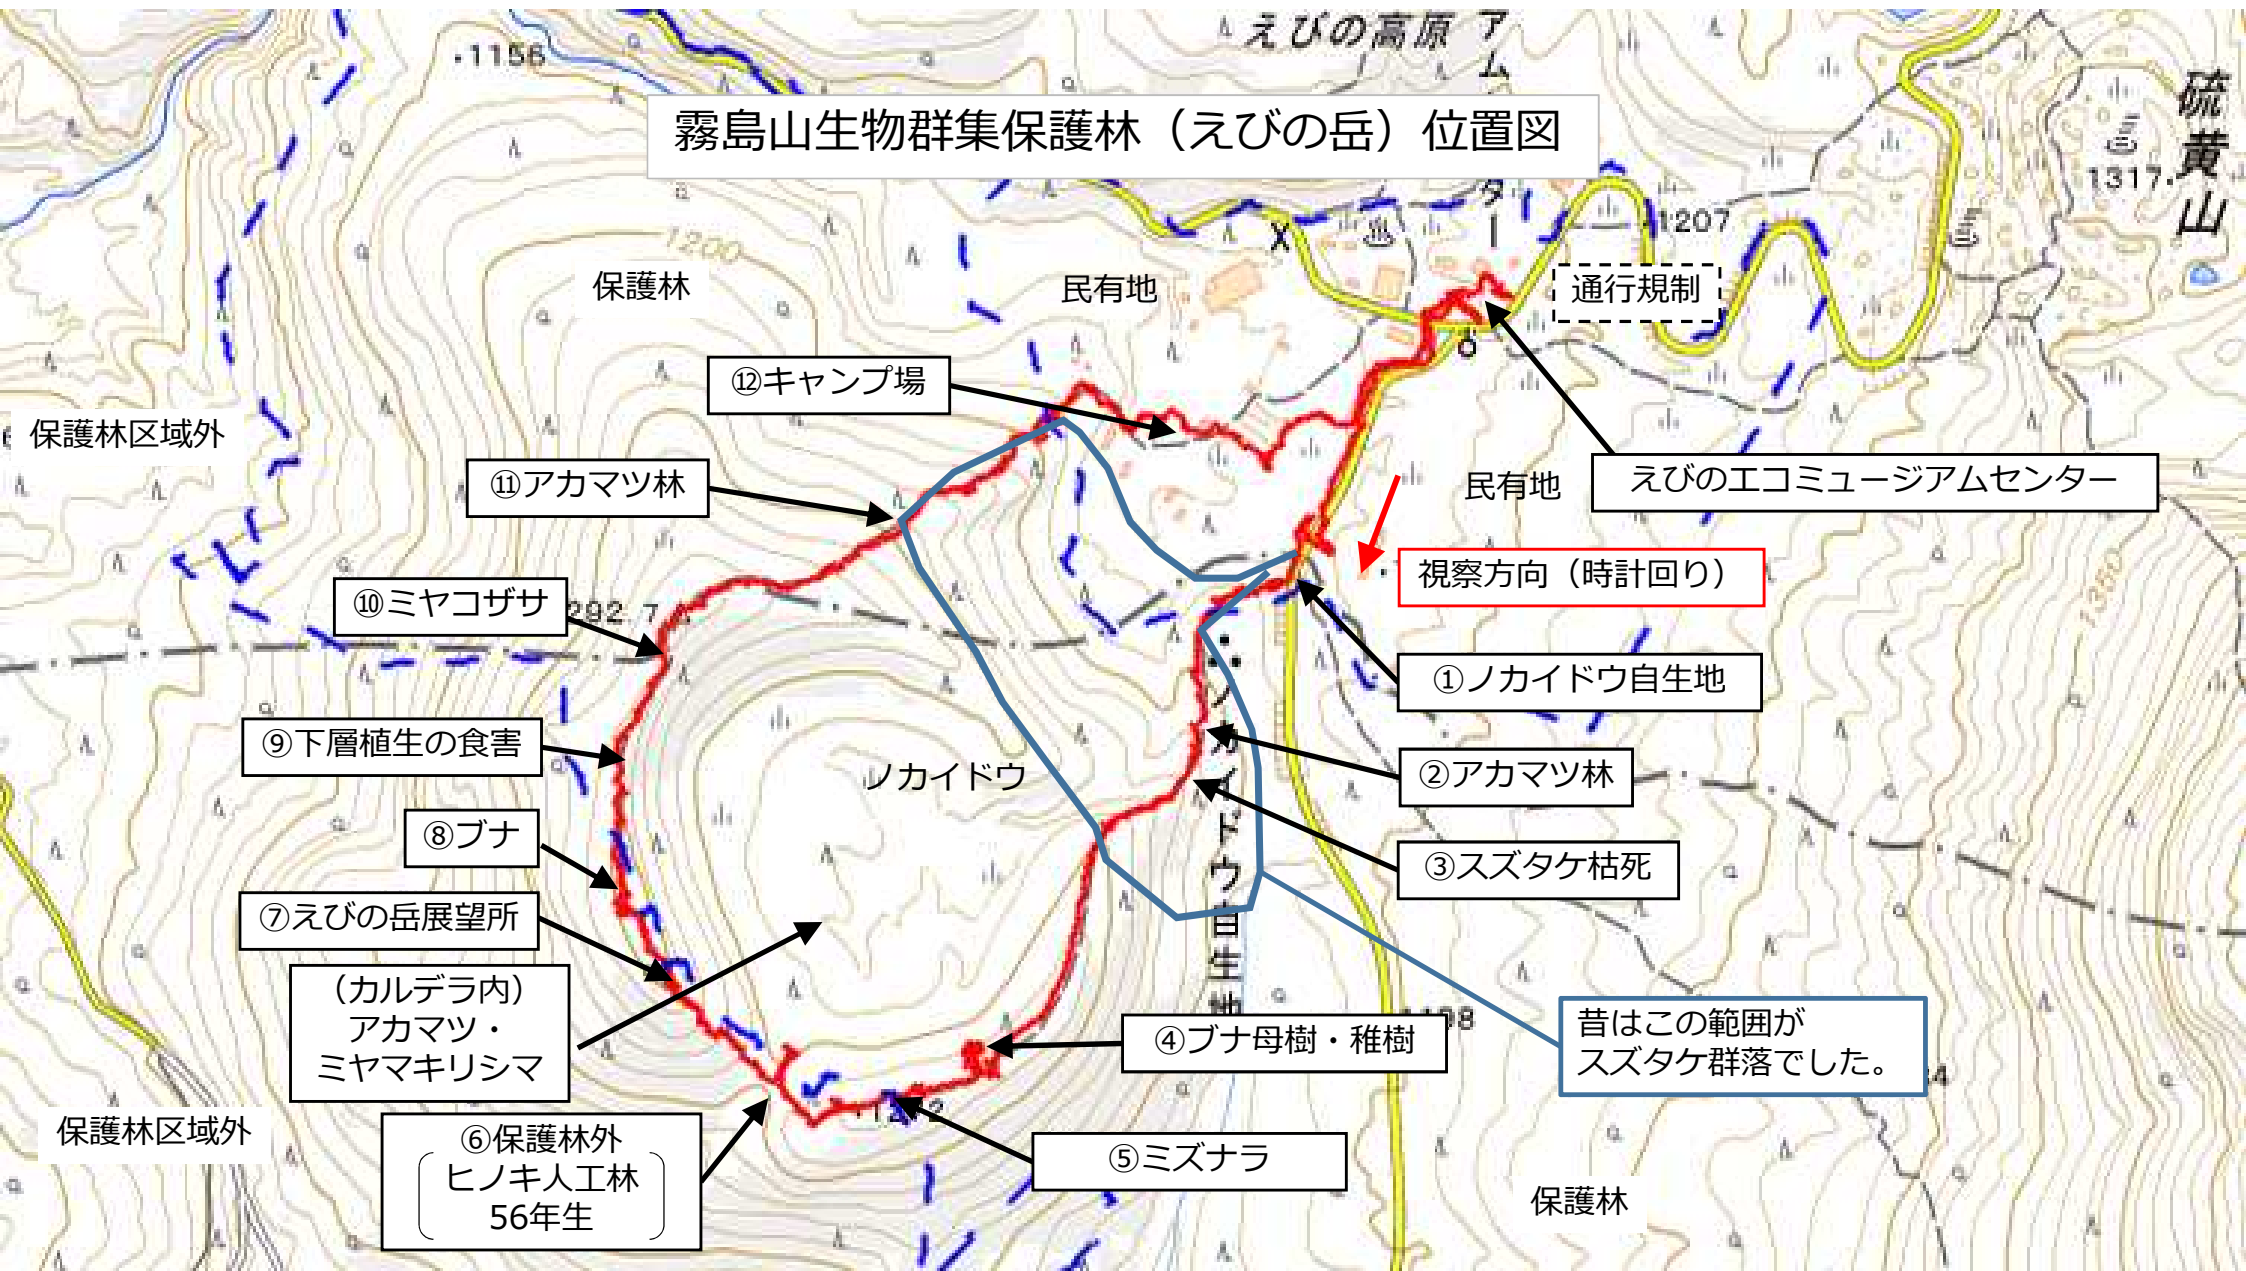 ・1156
えびの高原
硫黄山
霧島山生物群集保護林（えびの岳）位置図
1317・
1200
1207
保護林
民有地
通行規制
⑫キャンプ場
保護林区域外
⑪アカマツ林
民有地
えびのエコミュージアムセンター
視察方向（時計回り）
⑩ミヤコザサ
292.7
①ノカイドウ自生地
⑨下層植生の食害
ノカイドウ
②アカマツ林
1350
⑧ブナ
③スズタケ枯死
ノカイドウ自生地
⑦えびの岳展望所
（カルデラ内）
アカマツ・
ミヤマキリシマ
④ブナ母樹・稚樹
昔はこの範囲が
スズタケ群落でした。
保護林区域外
⑥保護林外
ヒノキ人工林
56年生
⑤ミズナラ
保護林